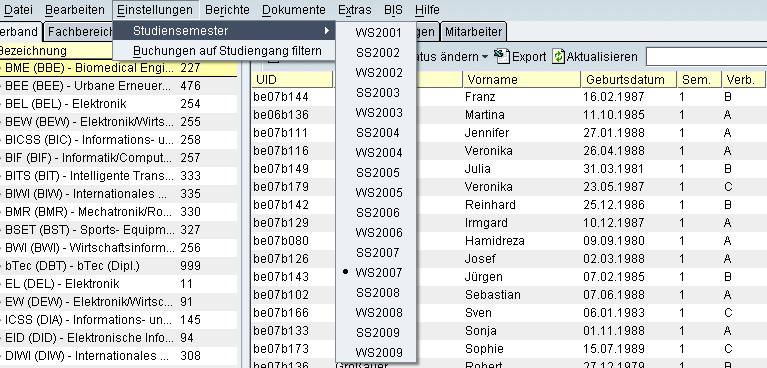 Datei Bearbeiten Einstellungen Berichte Dokumente Extras BIS Hilfe
Fachbereich Studiensemester WS2001 Mitarbeiter
Bezeichnung Buchungen auf Studiengang filtern SS2002 atus ändern Export Aktualisieren
BME (BBE) - Biomedical Engi... 227 WS2002 UID Vorname Geburtsdatum Sem. Verb.
BEE (BEE) - Urbane Erneuer... 476 SS2003 be07b144 Franz 16.02.1987 1 B
BEL (BEL) - Elektronik 254 WS2003 be06b136 Martina 11.10.1985 1 A
BEW (BEW) - Elektronik/Wirts... 255 SS2004 be07b111 Jennifer 27.01.1988 1 A
BICSS (BIC) - Informations- u... 258 WS2004 be07b116 Veronika 26.04.1988 1 A
BIF (BIF) - Informatik/Comput... 257 SS2005 be07b149 Julia 31.03.1981 1 B
BITS (BIT) - Intelligente Trans... 333 WS2005 be07b179 Veronika 23.05.1987 1 C
BIWI (BWI) - Internationales ... 335 SS2006 be07b142 Reinhard 25.12.1986 1 B
BMR (BMR) - Mechatronik/Ro... 330 WS2006 be07b129 Irmgard 10.12.1987 1 A
BSET (BST) - Sports- Equipm... 327 SS2007 be07b080 Hamidreza 09.09.1980 1 A
BWI (BWI) - Wirtschaftsinform... 256 WS2007 be07b126 Josef 02.03.1988 1 A
bTec (DBT) - bTec (Dipl.) 999 SS2008 be07b143 Jürgen 07.02.1985 1 B
EL (DEL) - Elektronik 11 WS2008 be07b102 Sebastian 07.06.1988 1 A
EW (DEW) - Elektronik/Wirtsc... 91 SS2009 be07b166 Sven 06.01.1983 1 C
ICSS (DIA) - Informations- un... 145 WS2009 be07b133 Sonja 01.11.1988 1 A
EID (DID) - Elektronische Info... 94 be07b173 Sophie 15.07.1989 1 C
DIWI (DIW) - Internationales ... 308 be07b136 Großauer Robert 27.12.1979 1 B